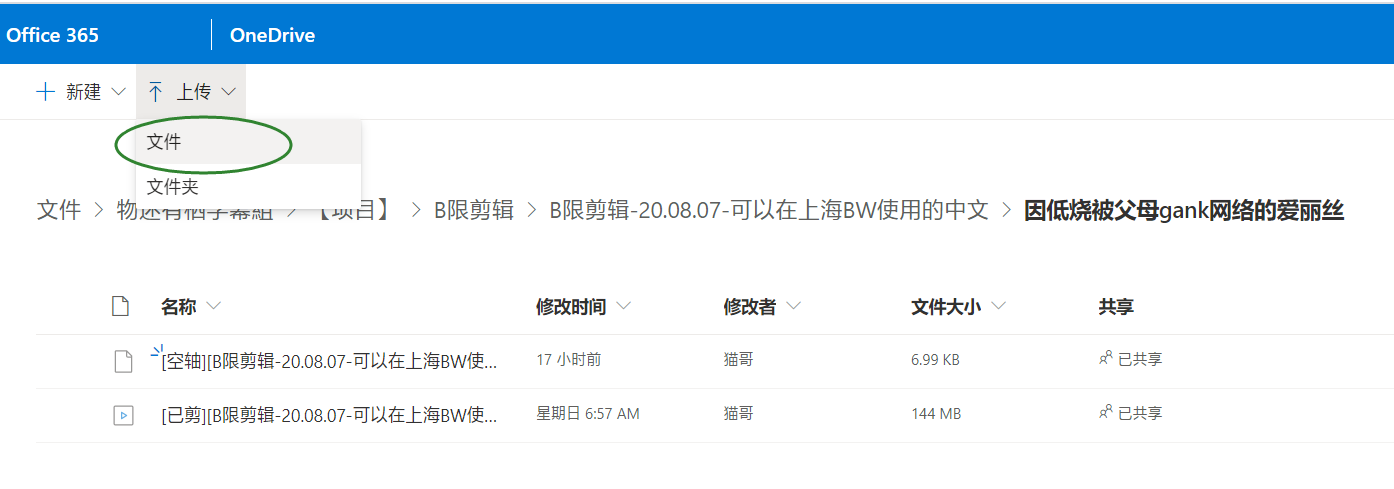 Office 365 OneDrive
新建 上传
文件
文件夹
文件 物述有栖字幕組 【项目】 B限剪辑 B限剪辑-20.08.07-可以在上海BW使用的中文 因低烧被父母gank网络的爱丽丝
名称 修改时间 修改者 文件大小 共享
[空轴][B限剪辑-20.08.07-可以在上海BW使... 17 小时前 猫哥 6.99 KB 已共享
[已剪][B限剪辑-20.08.07-可以在上海BW使... 星期日 6:57 AM 猫哥 144 MB 已共享